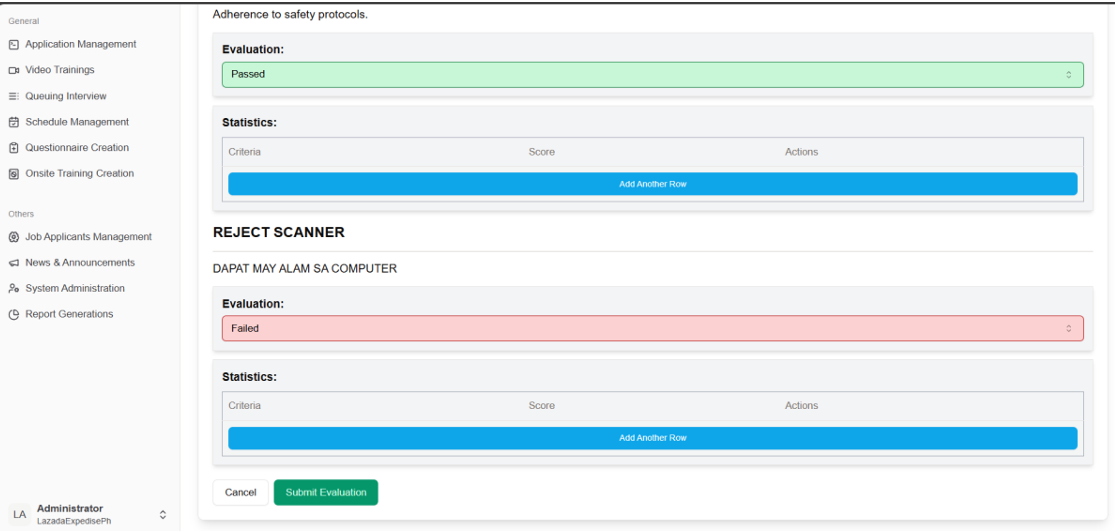 General
Application Management
Video Trainings
Queuing Interview
Schedule Management
Questionnaire Creation
Onsite Training Creation
Others
Job Applicants Management
News & Announcements
System Administration
Report Generations
LA
Administrator
LazadaExpedisePh
Adherence to safety protocols.
Evaluation:
Passed
Statistics:
Criteria Score Actions
Add Another Row
REJECT SCANNER
DAPAT MAY ALAM SA COMPUTER
Evaluation:
Failed
Statistics:
Criteria Score Actions
Add Another Row
Cancel Submit Evaluation